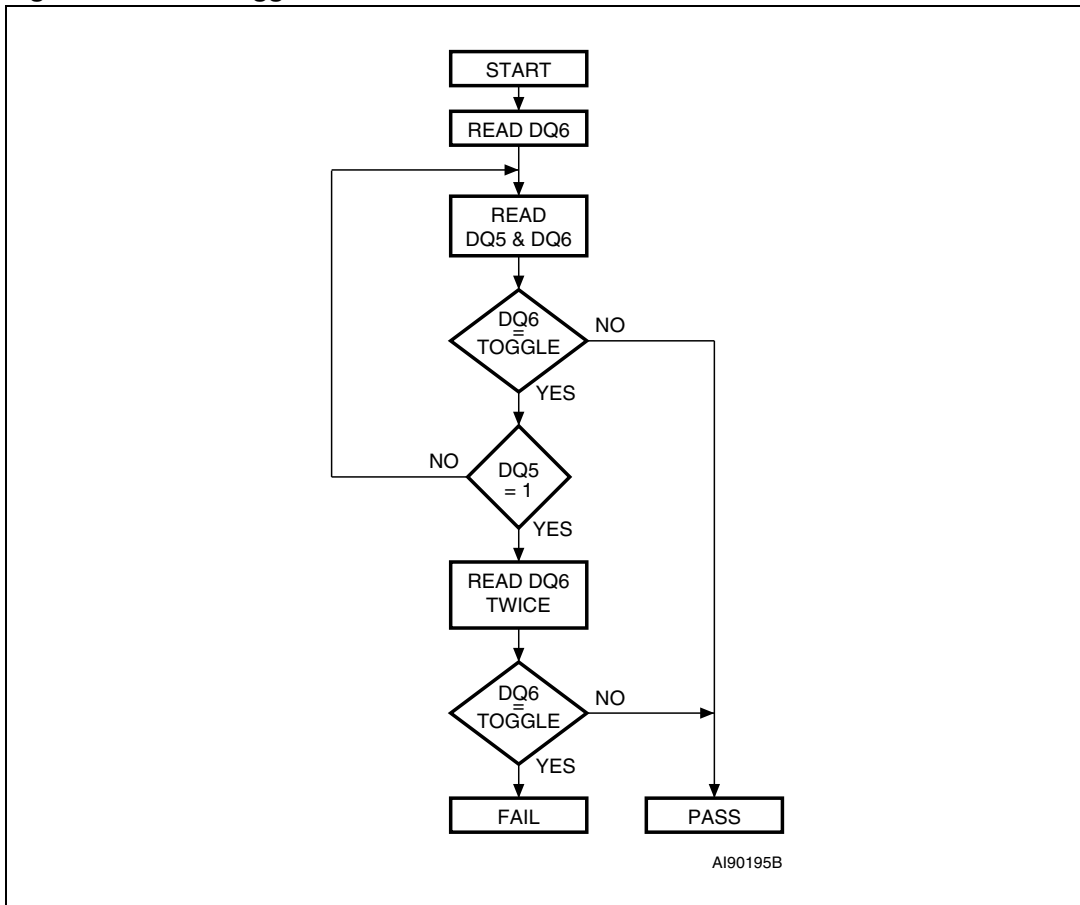 START
READ DQ6
READ
DQ5 & DQ6
DQ6
=
TOGGLE
NO
YES
NO
DQ5
= 1
YES
READ DQ6
TWICE
DQ6
=
TOGGLE
NO
YES
FAIL
PASS
AI90195B